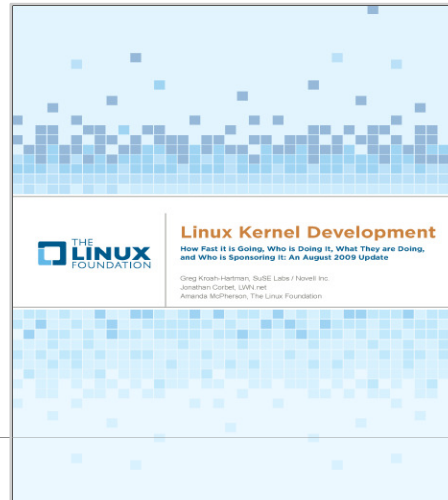 THE
LINUX
FOUNDATION
Linux Kernel Development
How Fast it is Going, Who is Doing It, What They are Doing,
and Who is Sponsoring It: An August 2009 Update
Greg Kroah-Hartman, SuSE Labs / Novell Inc.
Jonathan Corbet, LWN.net
Amanda McPherson, The Linux Foundation